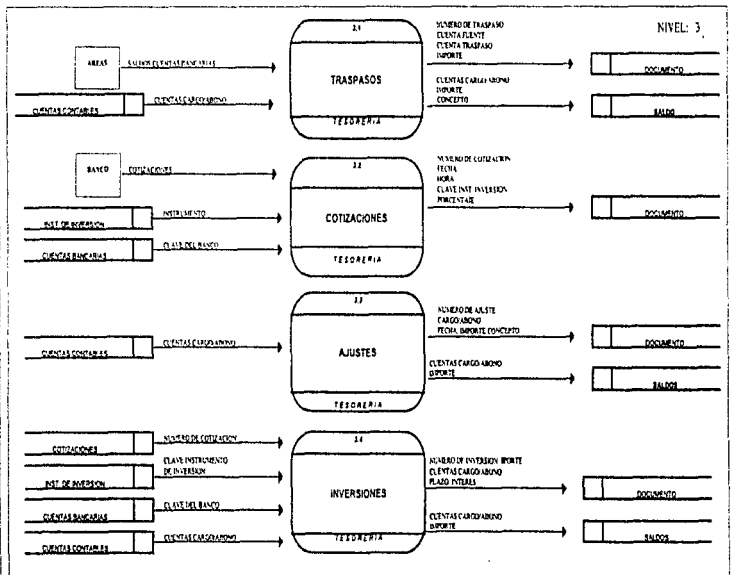 NIVEL: 3
3.1
TRASPASOS
TESORERIA
AREAS
SALDOS CUENTAS BANCARIAS
CUENTAS CONTABLES
CUENTAS CARGO/ABONO
NUMERO DE TRASPASO
CUENTA FUENTE
CUENTA TRASPASO
IMPORTE
DOCUMENTO
CUENTAS CARGO/ABONO
IMPORTE
CONCEPTO
SALDO
3.2
COTIZACIONES
TESORERIA
BANCO
COTIZACIONES
INST. DE INVERSION
INSTRUMENTO
CUENTAS BANCARIAS
CLAVE DEL BANCO
NUMERO DE COTIZACION
FECHA
HORA
CLAVE INST. INVERSION
PORCENTAJE
DOCUMENTO
3.3
AJUSTES
TESORERIA
CUENTAS CONTABLES
CUENTAS CARGO/ABONO
NUMERO DE AJUSTE
CARGO/ABONO
FECHA, IMPORTE CONCEPTO
DOCUMENTO
CUENTAS CARGO/ABONO
IMPORTE
SALDOS
3.4
INVERSIONES
TESORERIA
COTIZACIONES
NUMERO DE COTIZACION
INST. DE INVERSION
CLAVE INSTRUMENTO
DE INVERSION
CUENTAS BANCARIAS
CLAVE DEL BANCO
CUENTAS CONTABLES
CUENTAS CARGO/ABONO
NUMERO DE INVERSION IPORTE
CUENTAS CARGO/ABONO
PLAZO INTERES
DOCUMENTO
CUENTAS CARGO/ABONO
IMPORTE
SALDOS